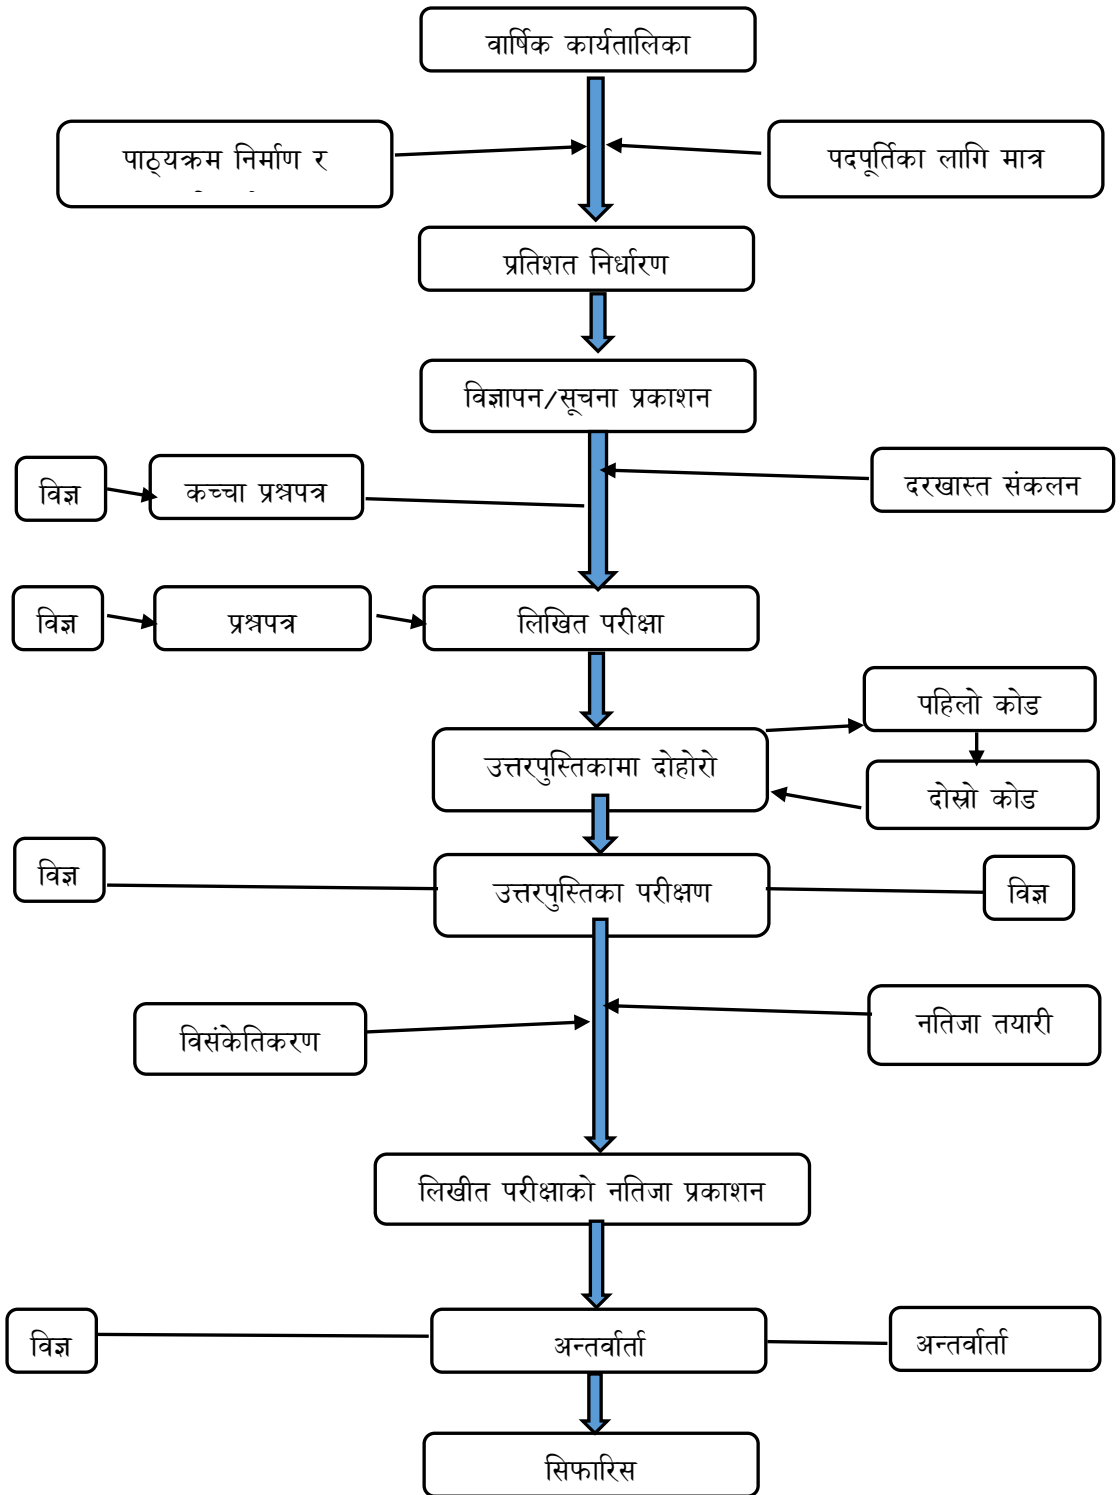 वार्षिक कार्यतालिका
पाठ्यक्रम निर्माण र
पदपूर्तिका लागि मात्र
प्रतिशत निर्धारण
विज्ञापन/सूचना प्रकाशन
विज्ञ
कच्चा प्रश्नपत्र
दरखास्त संकलन
विज्ञ
प्रश्नपत्र
लिखित परीक्षा
पहिलो कोड
उत्तरपुस्तिकामा दोहोरो
दोस्रो कोड
विज्ञ
उत्तरपुस्तिका परीक्षण
विज्ञ
विसंकेतिकरण
नतिजा तयारी
लिखीत परीक्षाको नतिजा प्रकाशन
विज्ञ
अन्तर्वार्ता
अन्तर्वार्ता
सिफारिस